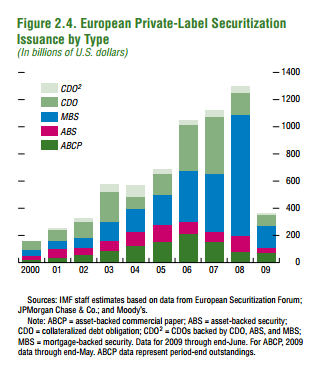 Figure 2.4. European Private-Label Securitization
Issuance by Type
(In billions of U.S. dollars)
1400
CDO²
CDO
MBS
ABS
ABCP
1200
1000
800
600
400
200
0
2000 01 02 03 04 05 06 07 08 09
Sources: IMF staff estimates based on data from European Securitization Forum;
JPMorgan Chase & Co.; and Moody's.
Note: ABCP = asset-backed commercial paper; ABS = asset-backed security;
CDO = collateralized debt obligation; CDO² = CDOs backed by CDO, ABS, and MBS;
MBS = mortgage-backed security. Data for 2009 through end-June. For ABCP, 2009
data through end-May. ABCP data represent period-end outstandings.